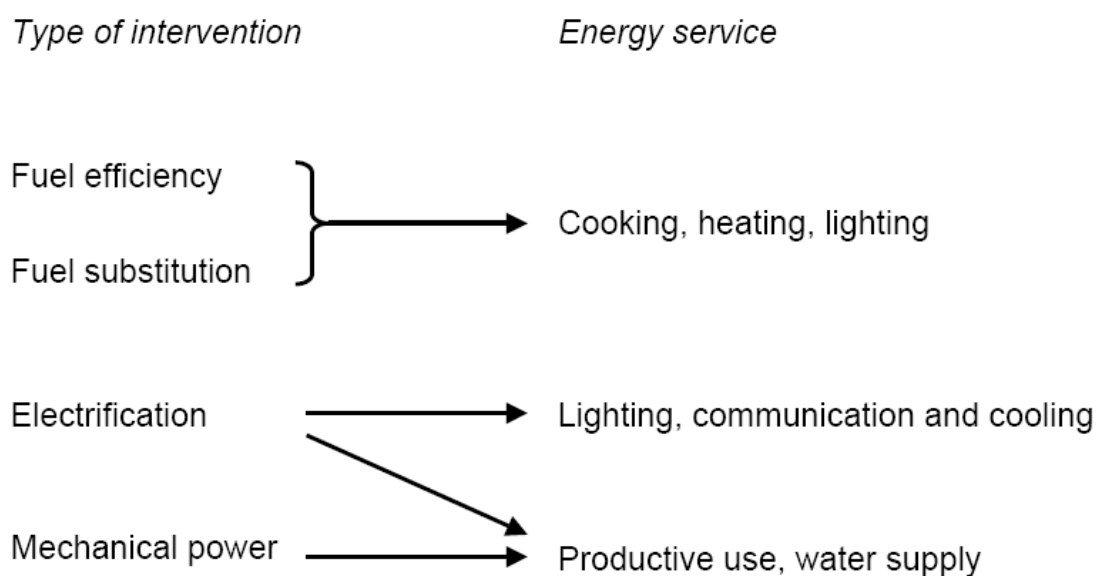 Type of intervention
Energy service
Fuel efficiency
Fuel substitution
Cooking, heating, lighting
Electrification
Lighting, communication and cooling
Mechanical power
Productive use, water supply